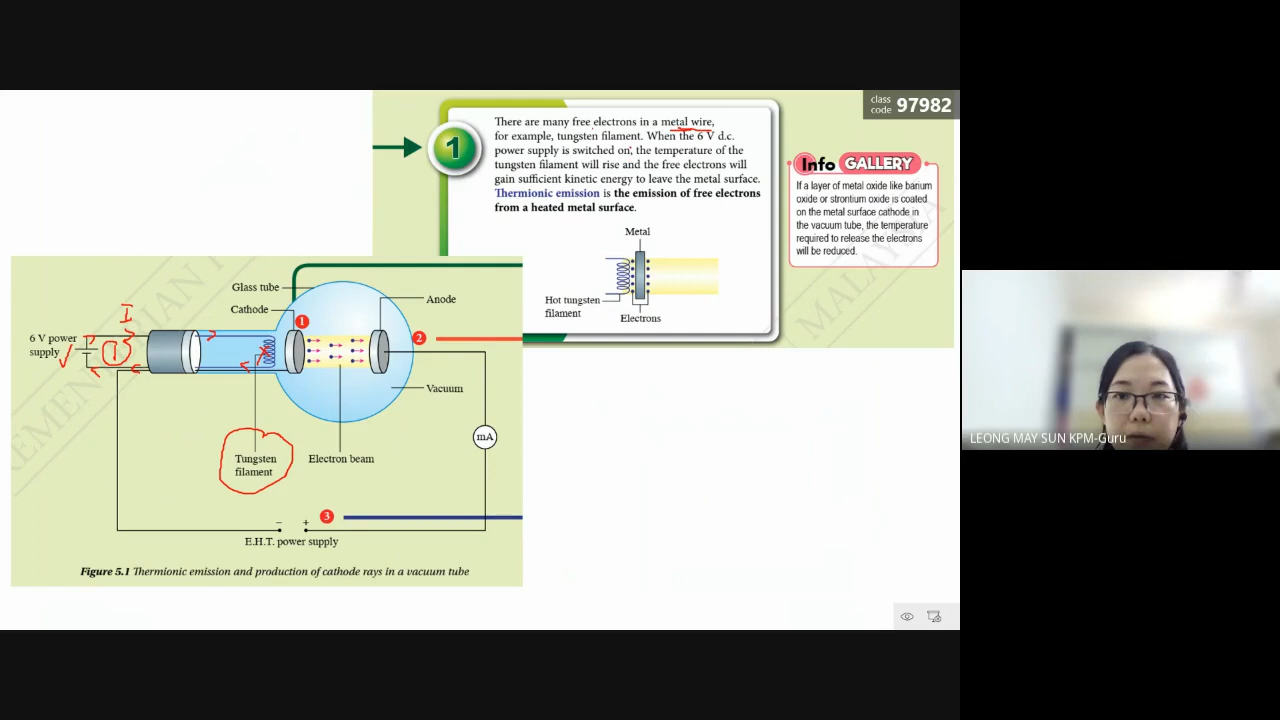 class
code 97982
1
There are many free electrons in a metal wire,
for example, tungsten filament. When the 6 V d.c.
power supply is switched on, the temperature of the
tungsten filament will rise and the free electrons will
gain sufficient kinetic energy to leave the metal surface.
Thermionic emission is the emission of free electrons
from a heated metal surface.
Metal
Hot tungsten
filament
Electrons
Info GALLERY
If a layer of metal oxide like barium
oxide or strontium oxide is coated
on the metal surface cathode in
the vacuum tube, the temperature
required to release the electrons
will be reduced.
MALAYSIA
Glass tube
Cathode
Anode
I
1
2
6 V power
supply
1
Vacuum
mA
Tungsten
filament
Electron beam
3
− +
E.H.T. power supply
Figure 5.1 Thermionic emission and production of cathode rays in a vacuum tube
LEONG MAY SUN KPM-Guru